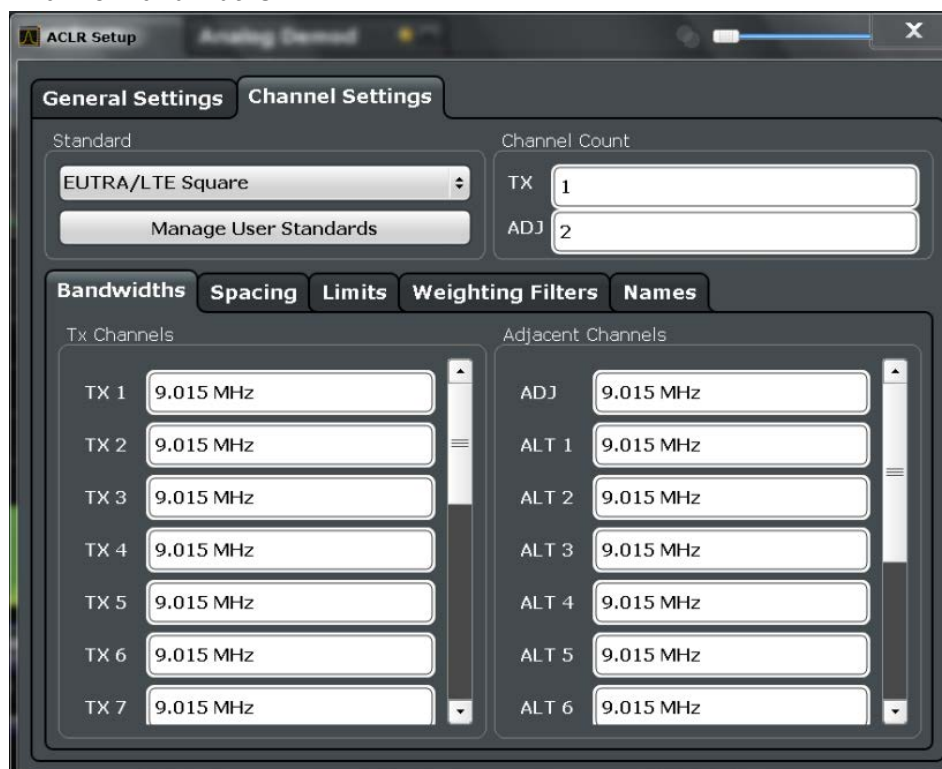 ACLR Setup
Analog Demod
X
General Settings
Channel Settings
Standard
EUTRA/LTE Square
Manage User Standards
Channel Count
TX
1
ADJ
2
Bandwidths
Spacing
Limits
Weighting Filters
Names
Tx Channels
TX 1 9.015 MHz
TX 2 9.015 MHz
TX 3 9.015 MHz
TX 4 9.015 MHz
TX 5 9.015 MHz
TX 6 9.015 MHz
TX 7 9.015 MHz
Adjacent Channels
ADJ 9.015 MHz
ALT 1 9.015 MHz
ALT 2 9.015 MHz
ALT 3 9.015 MHz
ALT 4 9.015 MHz
ALT 5 9.015 MHz
ALT 6 9.015 MHz